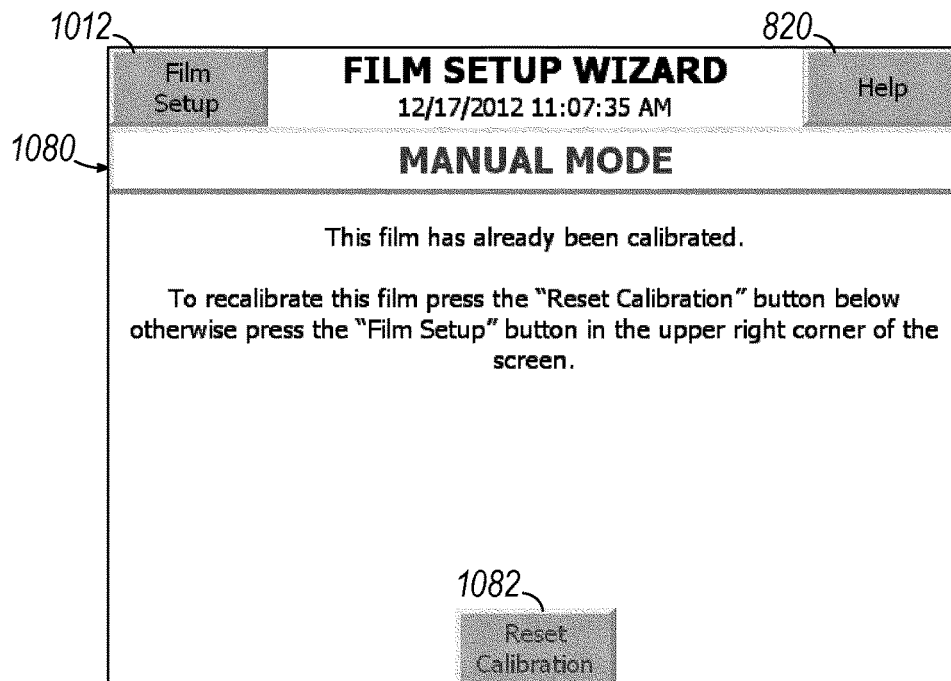 1012
820
Film
Setup
FILM SETUP WIZARD
12/17/2012 11:07:35 AM
Help
1080
MANUAL MODE
This film has already been calibrated.
To recalibrate this film press the “Reset Calibration” button below
otherwise press the “Film Setup” button in the upper right corner of the
screen.
1082
Reset
Calibration